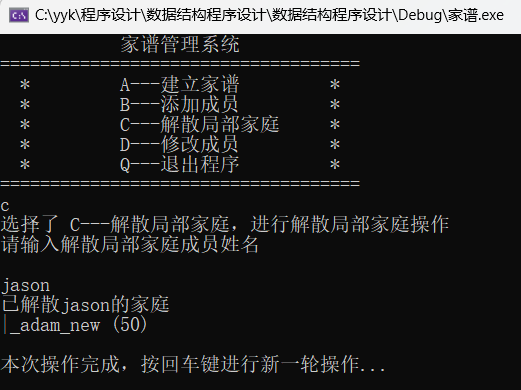 C:\yyk\程序设计\数据结构程序设计\数据结构程序设计\Debug\家谱.exe
家谱管理系统
====================================
* A---建立家谱 *
* B---添加成员 *
* C---解散局部家庭 *
* D---修改成员 *
* Q---退出程序 *
====================================
c
选择了 C---解散局部家庭，进行解散局部家庭操作
请输入解散局部家庭成员姓名
jason
已解散jason的家庭
|_adam_new (50)
本次操作完成，按回车键进行新一轮操作...